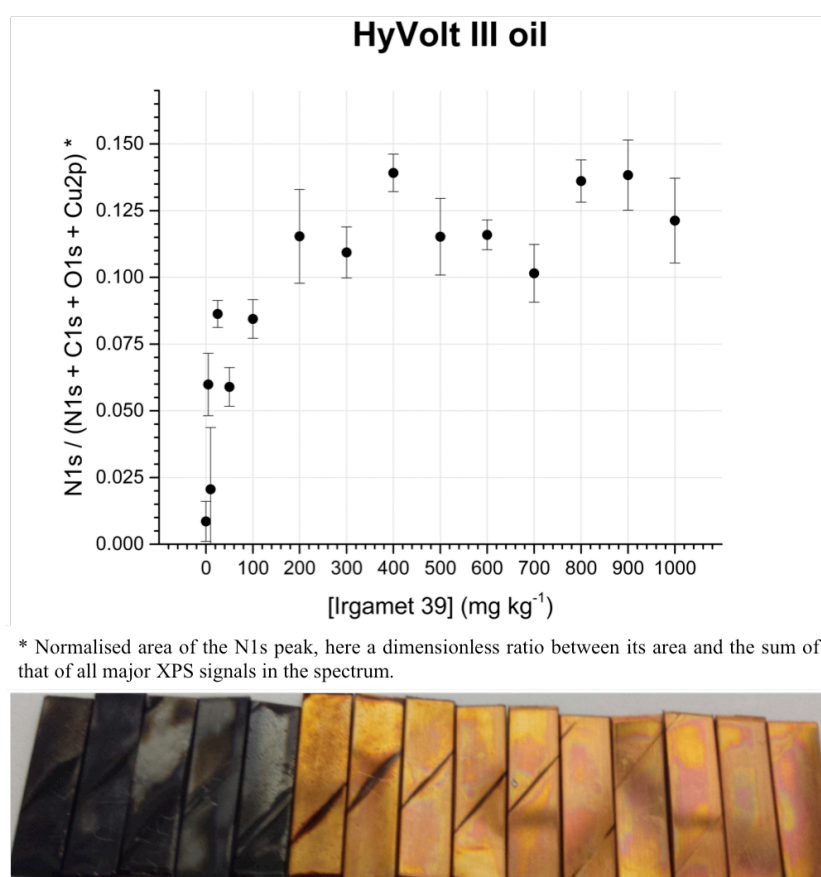 HyVolt III oil
N1s / (N1s + C1s + O1s + Cu2p) *
0.150
0.125
0.100
0.075
0.050
0.025
0.000
0 100 200 300 400 500 600 700 800 900 1000
[Irgamet 39] (mg kg⁻¹)
* Normalised area of the N1s peak, here a dimensionless ratio between its area and the sum of
that of all major XPS signals in the spectrum.